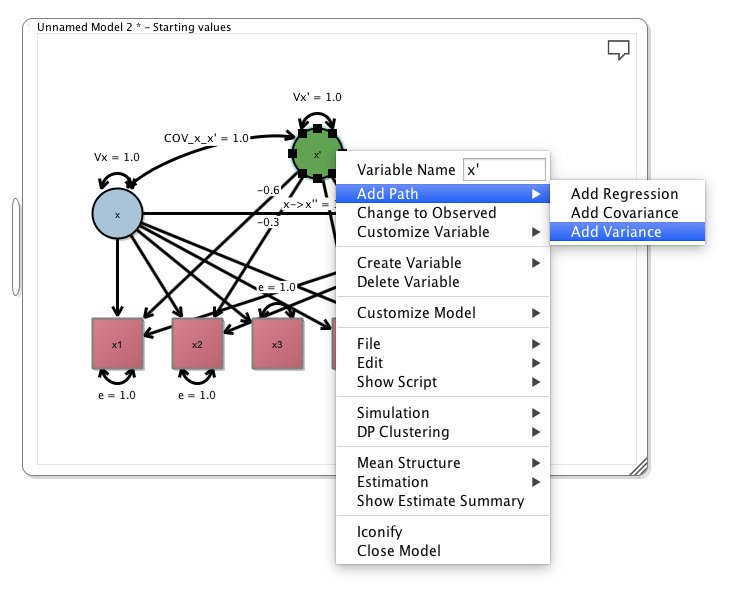 Unnamed Model 2 * – Starting values
Vx' = 1.0
COV_x_x' = 1.0
Vx = 1.0
x'
x
-0.6
x->x'' =
-0.3
e = 1.0
x1
x2
x3
e = 1.0
e = 1.0
Variable Name x'
Add Path
Change to Observed
Customize Variable
Create Variable
Delete Variable
Customize Model
File
Edit
Show Script
Simulation
DP Clustering
Mean Structure
Estimation
Show Estimate Summary
Iconify
Close Model
Add Regression
Add Covariance
Add Variance